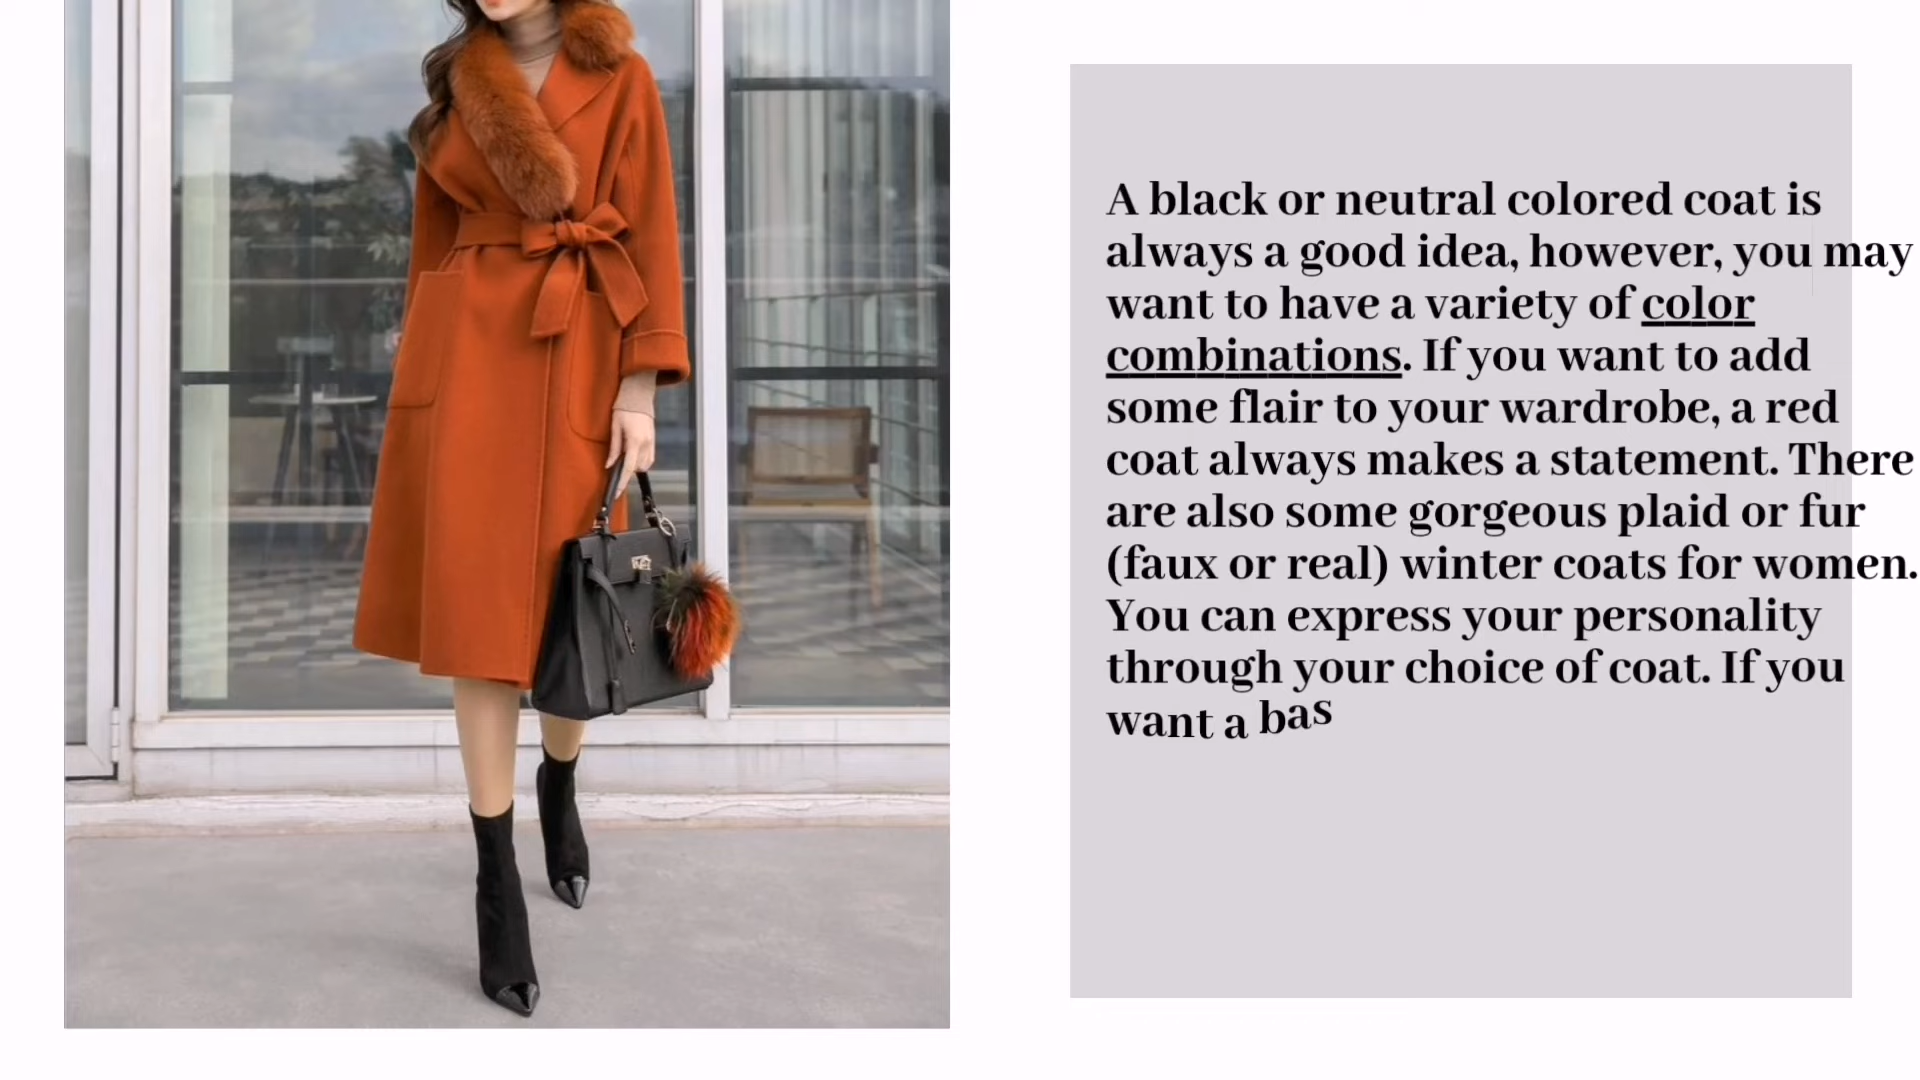 A black or neutral colored coat is
always a good idea, however, you may
want to have a variety of color
combinations. If you want to add
some flair to your wardrobe, a red
coat always makes a statement. There
are also some gorgeous plaid or fur
(faux or real) winter coats for women.
You can express your personality
through your choice of coat. If you
want a bas